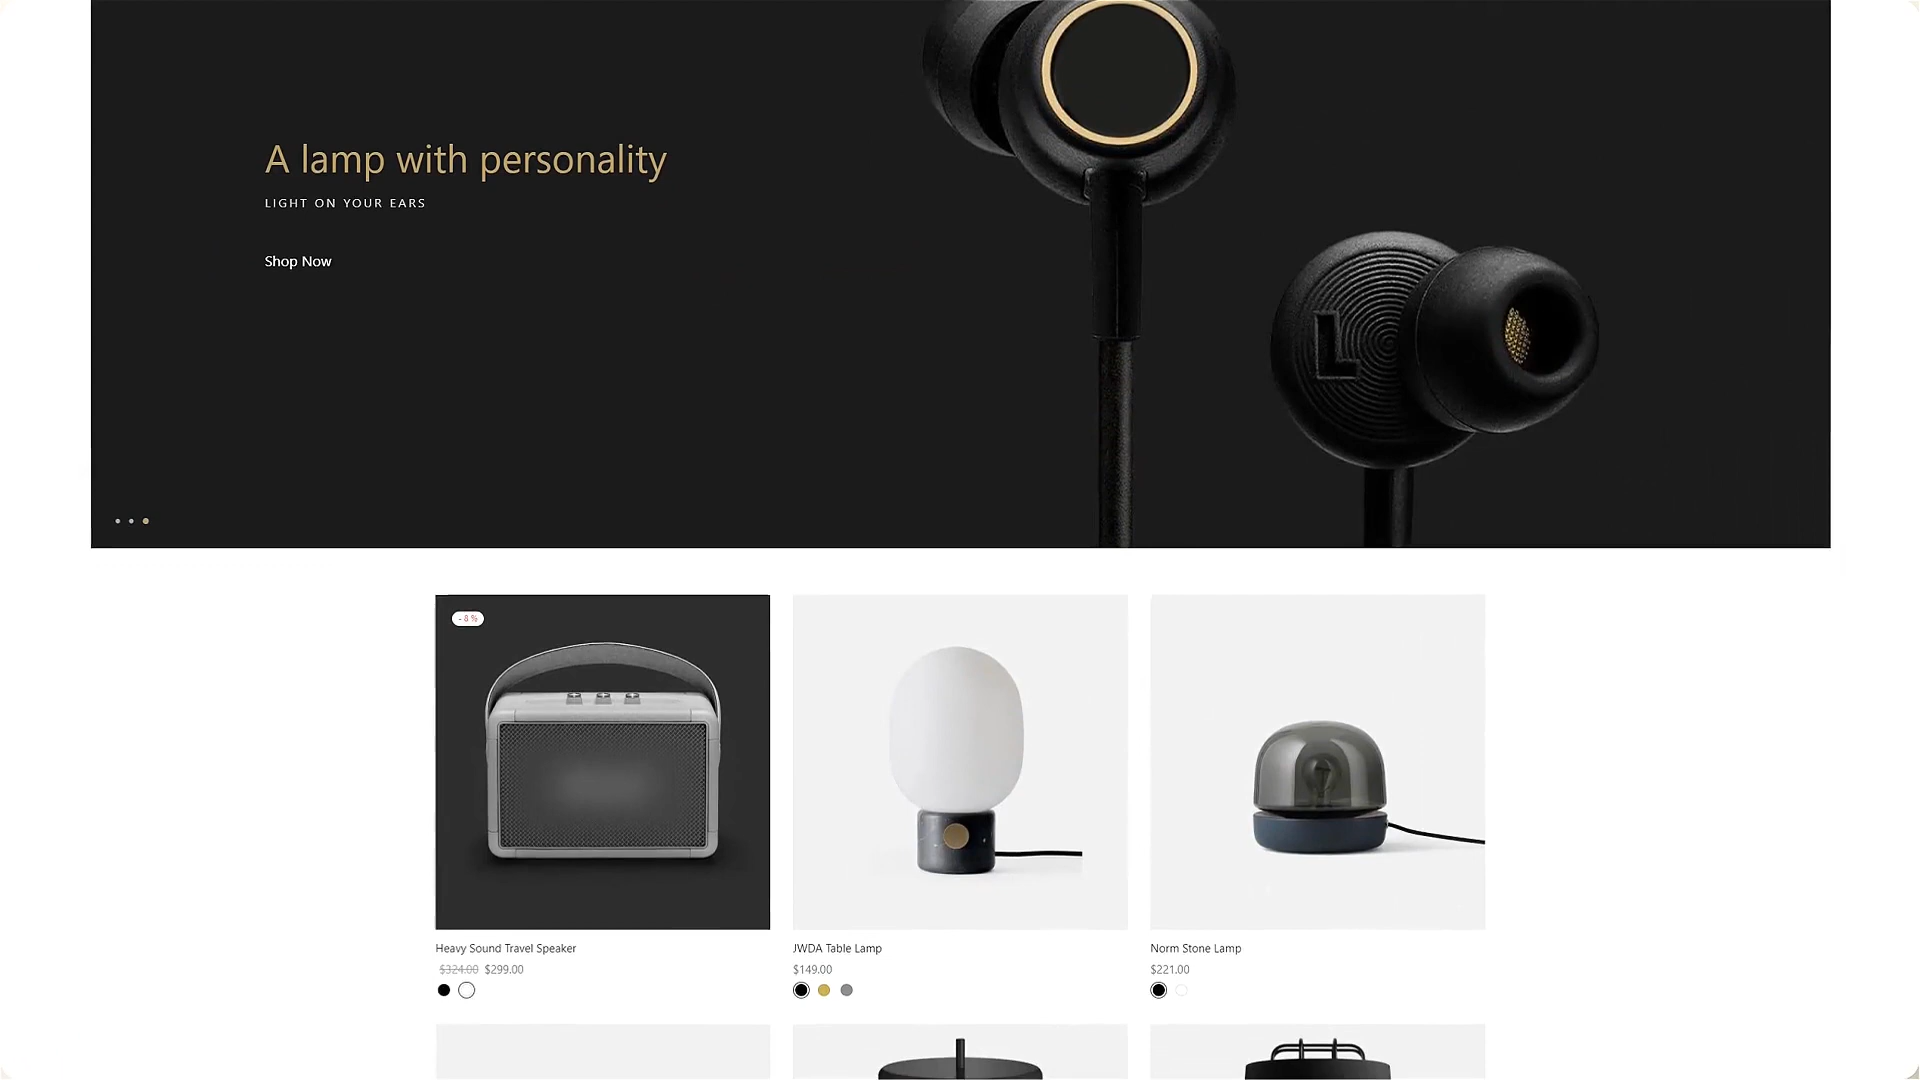 A lamp with personality
LIGHT ON YOUR EARS
Shop Now
L
- 8 %
Heavy Sound Travel Speaker
$324.00 $299.00
JWDA Table Lamp
$149.00
Norm Stone Lamp
$221.00